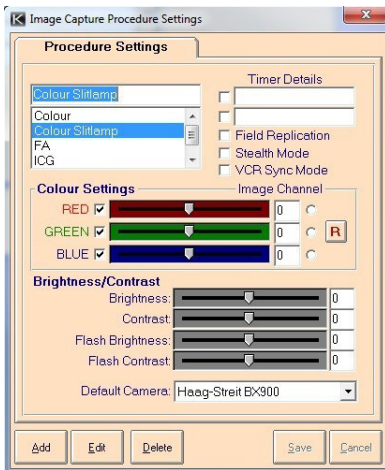 Image Capture Procedure Settings
Procedure Settings
Timer Details
Colour Slitlamp
Colour
Colour Slitlamp
FA
ICG
Field Replication
Stealth Mode
VCR Sync Mode
Colour Settings Image Channel
RED 0
GREEN 0 R
BLUE 0
Brightness/Contrast
Brightness: 0
Contrast: 0
Flash Brightness: 0
Flash Contrast: 0
Default Camera: Haag-Streit BX900
Add Edit Delete Save Cancel